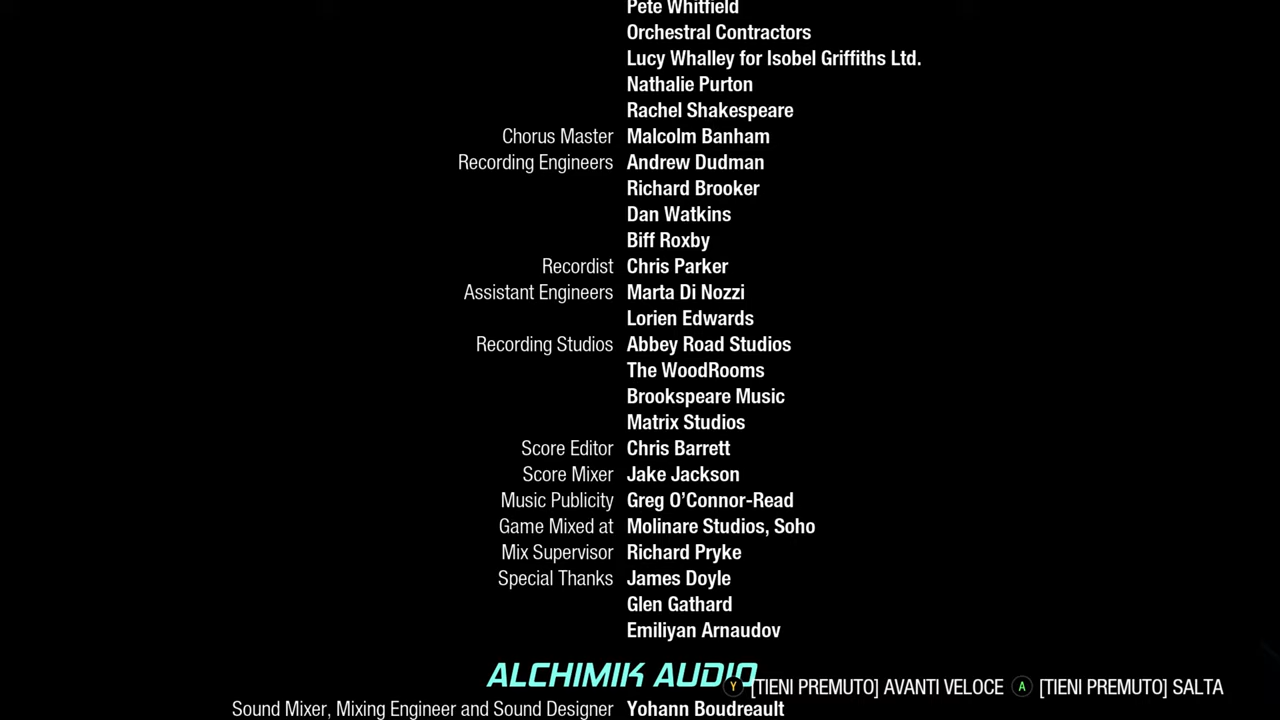 Pete Whitfield
Orchestral Contractors
Lucy Whalley for Isobel Griffiths Ltd.
Nathalie Purton
Rachel Shakespeare
Chorus Master Malcolm Banham
Recording Engineers Andrew Dudman
Richard Brooker
Dan Watkins
Biff Roxby
Recordist Chris Parker
Assistant Engineers Marta Di Nozzi
Lorien Edwards
Recording Studios Abbey Road Studios
The WoodRooms
Brookspeare Music
Matrix Studios
Score Editor Chris Barrett
Score Mixer Jake Jackson
Music Publicity Greg O’Connor-Read
Game Mixed at Molinare Studios, Soho
Mix Supervisor Richard Pryke
Special Thanks James Doyle
Glen Gathard
Emiliyan Arnaudov
ALCHIMIK AUDIO
Y [TIENI PREMUTO] AVANTI VELOCE A [TIENI PREMUTO] SALTA
Sound Mixer, Mixing Engineer and Sound Designer Yohann Boudreault